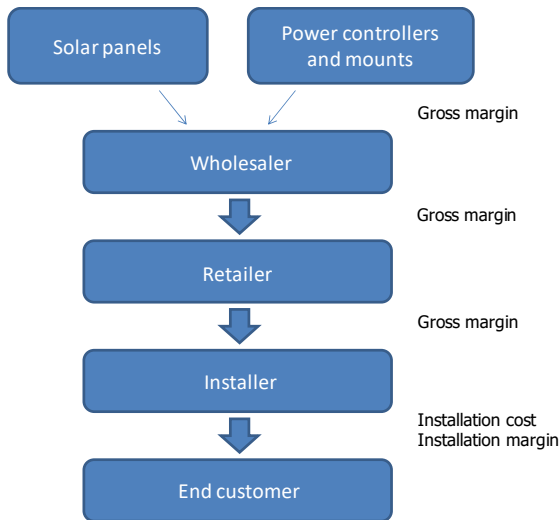 Solar panels
Power controllers
and mounts
Gross margin
Wholesaler
Gross margin
Retailer
Gross margin
Installer
Installation cost
Installation margin
End customer